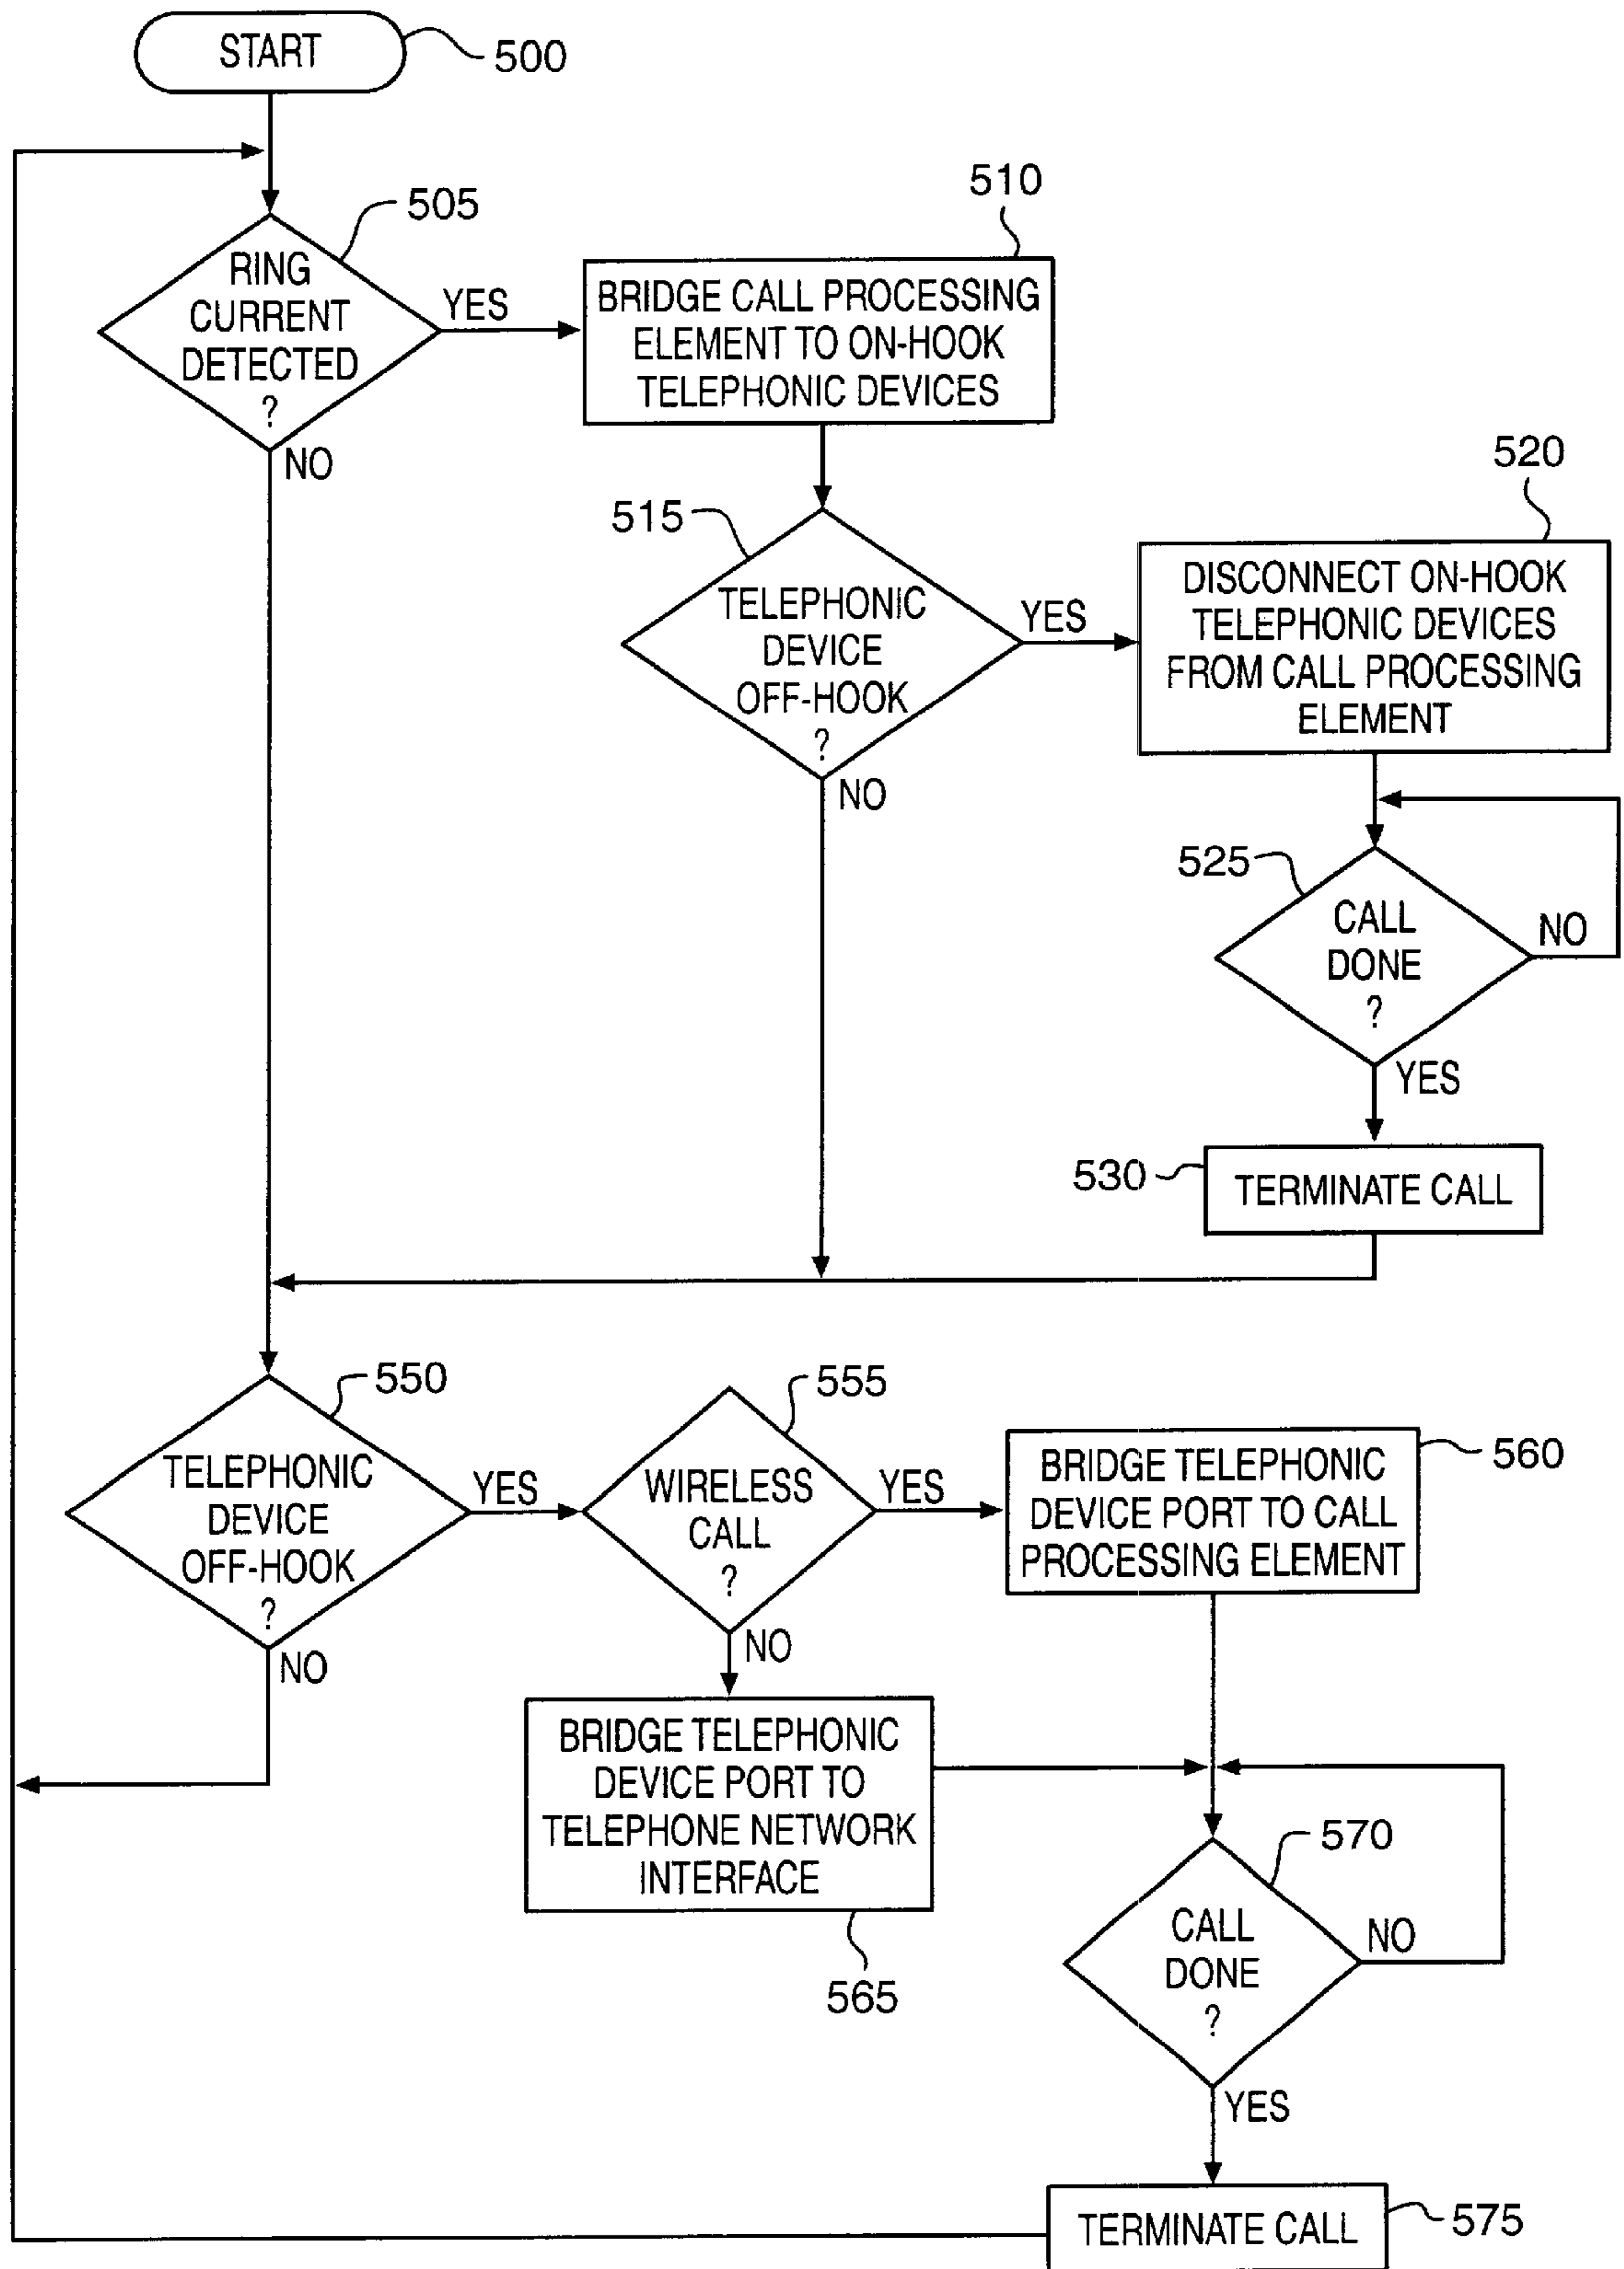 START
500
505
RING
CURRENT
DETECTED
?
YES
NO
510
BRIDGE CALL PROCESSING
ELEMENT TO ON-HOOK
TELEPHONIC DEVICES
515
TELEPHONIC
DEVICE
OFF-HOOK
?
YES
NO
520
DISCONNECT ON-HOOK
TELEPHONIC DEVICES
FROM CALL PROCESSING
ELEMENT
525
CALL
DONE
?
NO
YES
530
TERMINATE CALL
550
TELEPHONIC
DEVICE
OFF-HOOK
?
YES
NO
555
WIRELESS
CALL
?
YES
NO
560
BRIDGE TELEPHONIC
DEVICE PORT TO CALL
PROCESSING ELEMENT
BRIDGE TELEPHONIC
DEVICE PORT TO
TELEPHONE NETWORK
INTERFACE
565
570
CALL
DONE
?
NO
YES
TERMINATE CALL
575